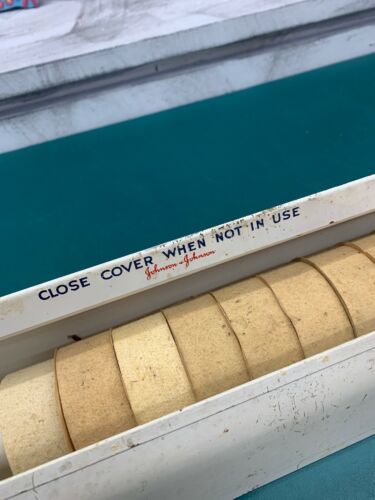 CLOSE COVER WHEN NOT IN USE
Johnson & Johnson